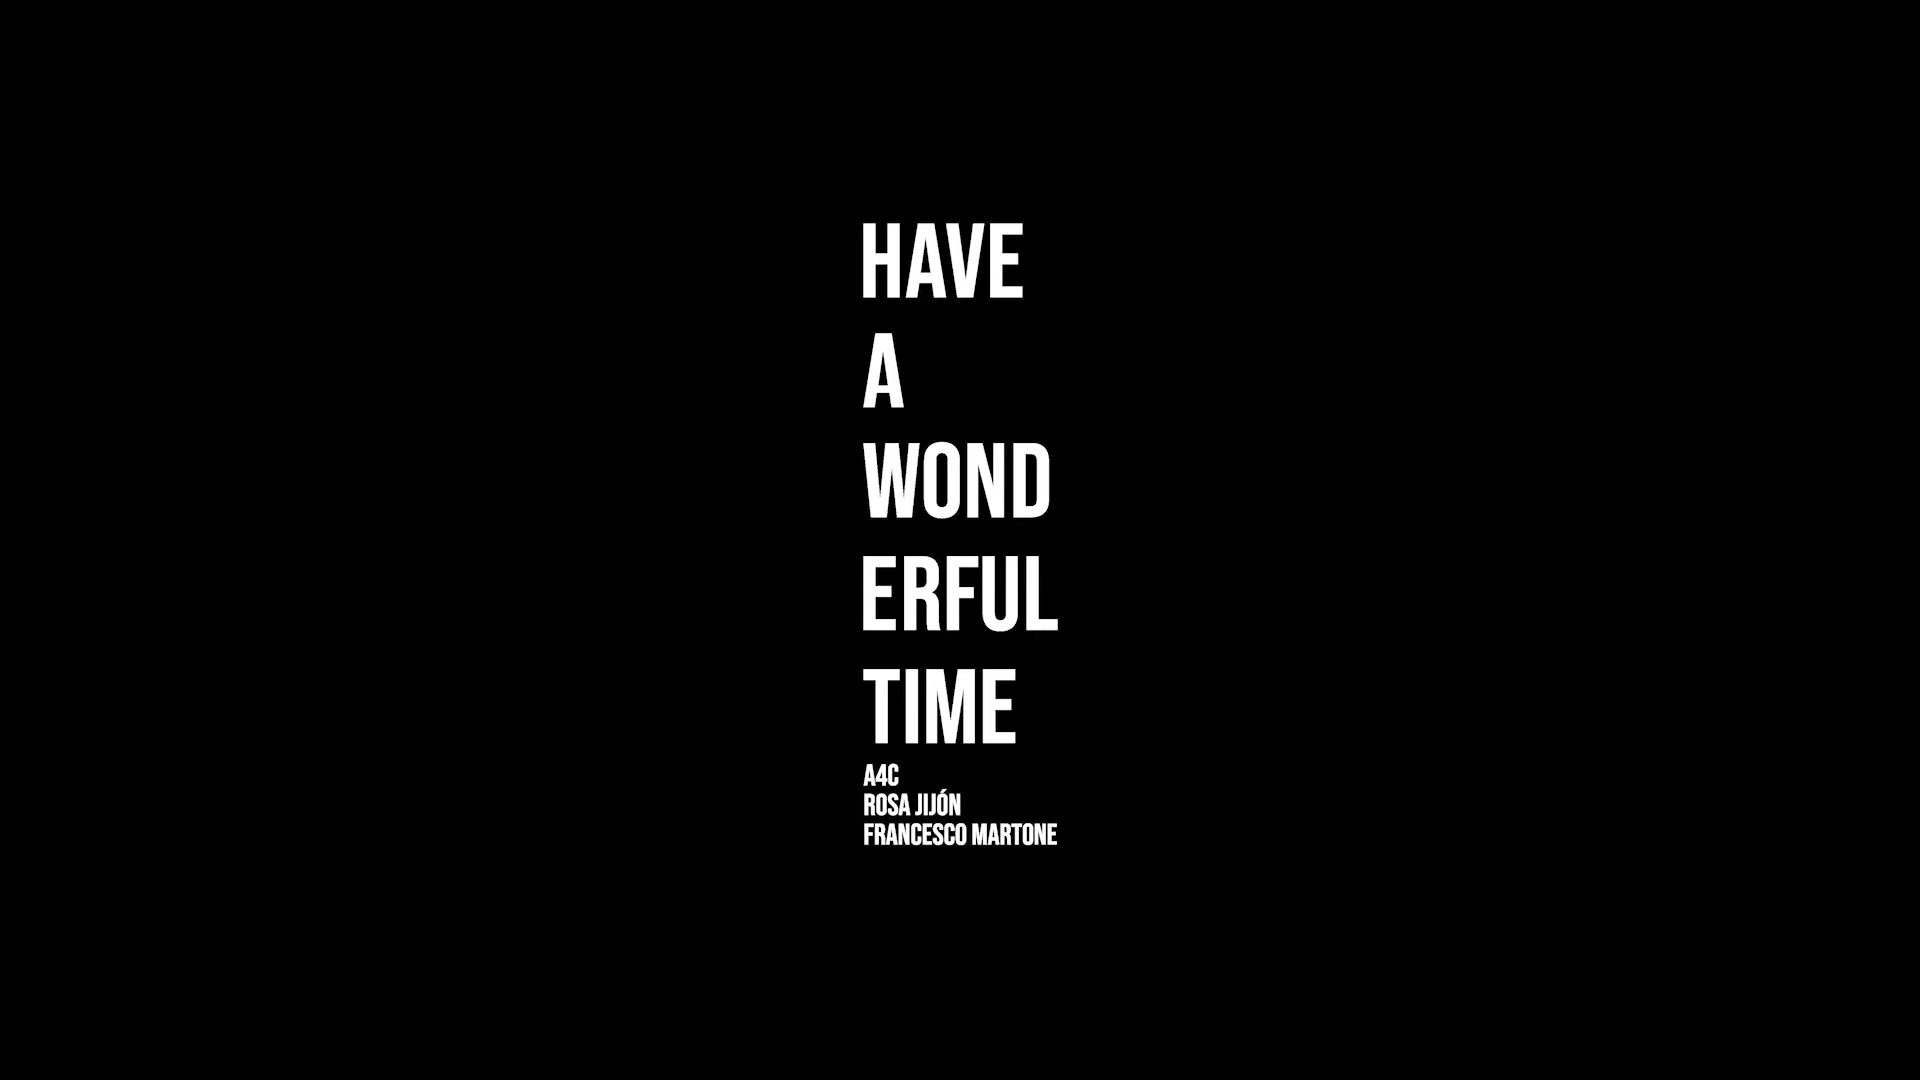 HAVE
A
WOND
ERFUL
TIME
A4C
ROSA JIJÓN
FRANCESCO MARTONE